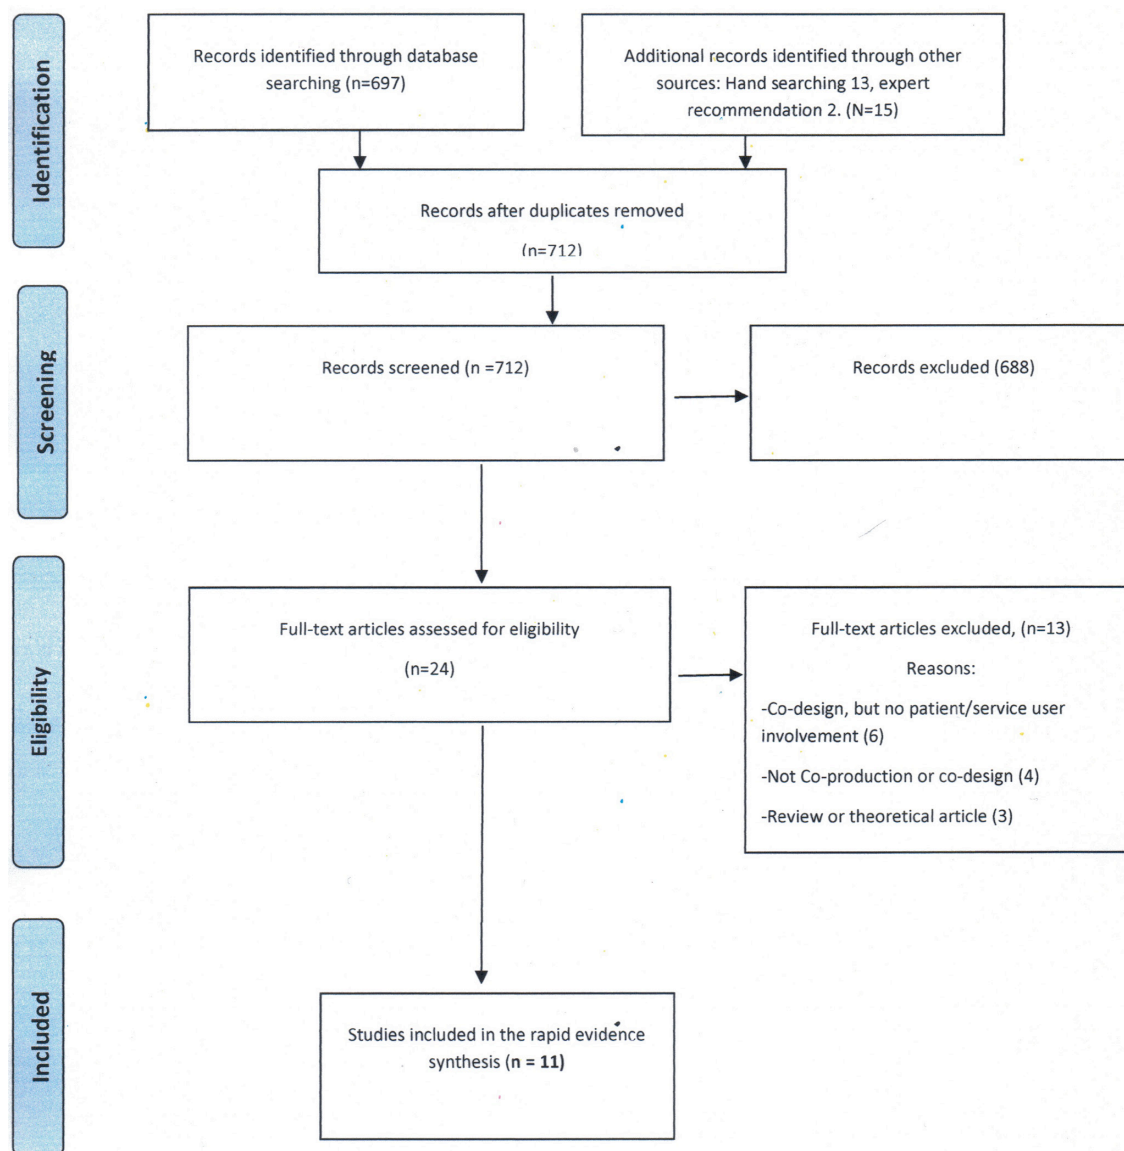 Identification
Records identified through database
searching (n=697)
Additional records identified through other
sources: Hand searching 13, expert
recommendation 2. (N=15)
Records after duplicates removed
(n=712)
Screening
Records screened (n =712)
Records excluded (688)
Eligibility
Full-text articles assessed for eligibility
(n=24)
Full-text articles excluded, (n=13)
Reasons:
-Co-design, but no patient/service user
involvement (6)
-Not Co-production or co-design (4)
-Review or theoretical article (3)
Included
Studies included in the rapid evidence
synthesis (n = 11)